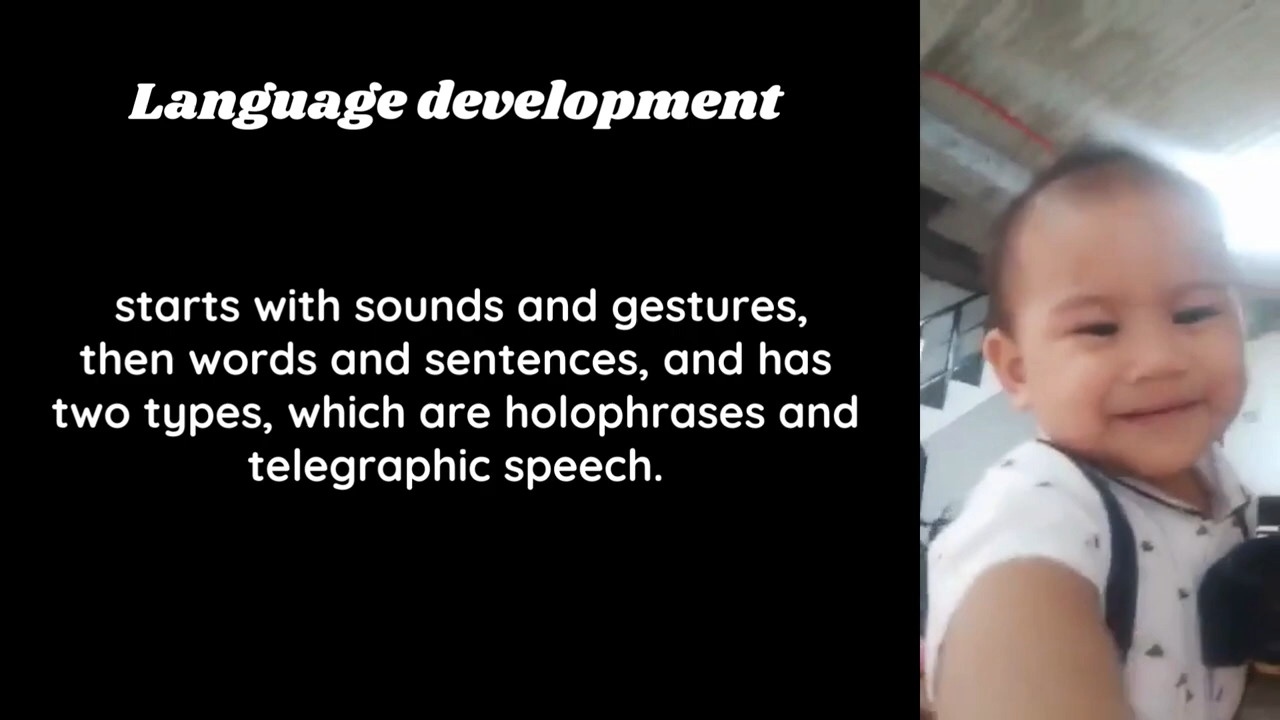 Language development
starts with sounds and gestures,
then words and sentences, and has
two types, which are holophrases and
telegraphic speech.